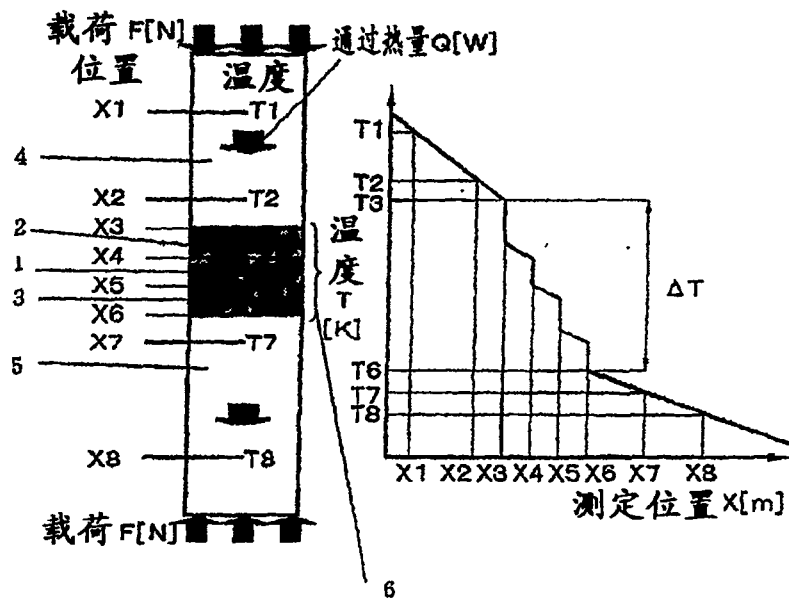 载荷 F[N]
通过热量Q[W]
位置
温度
X1
T1
4
X2
T2
2
X3
1
X4
3
X5
X6
温度T[K]
X7
T7
5
X8
T8
载荷 F[N]
6
T1
T2
T3
ΔT
T6
T7
T8
X1 X2 X3 X4 X5 X6 X7 X8
测定位置 X[m]